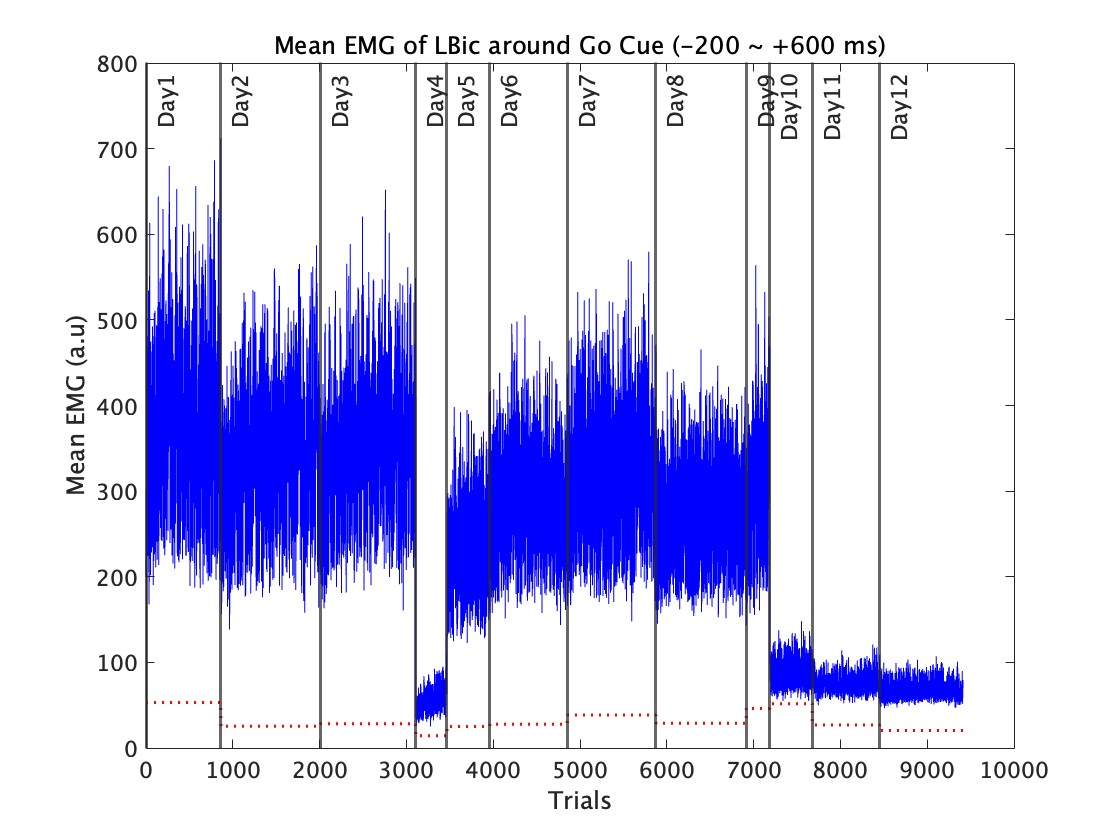 Mean EMG of LBic around Go Cue (-200 ~ +600 ms)
800
700
600
500
400
300
200
100
0
Mean EMG (a.u)
Day1
Day2
Day3
Day4
Day5
Day6
Day7
Day8
Day9
Day10
Day11
Day12
0 1000 2000 3000 4000 5000 6000 7000 8000 9000 10000
Trials